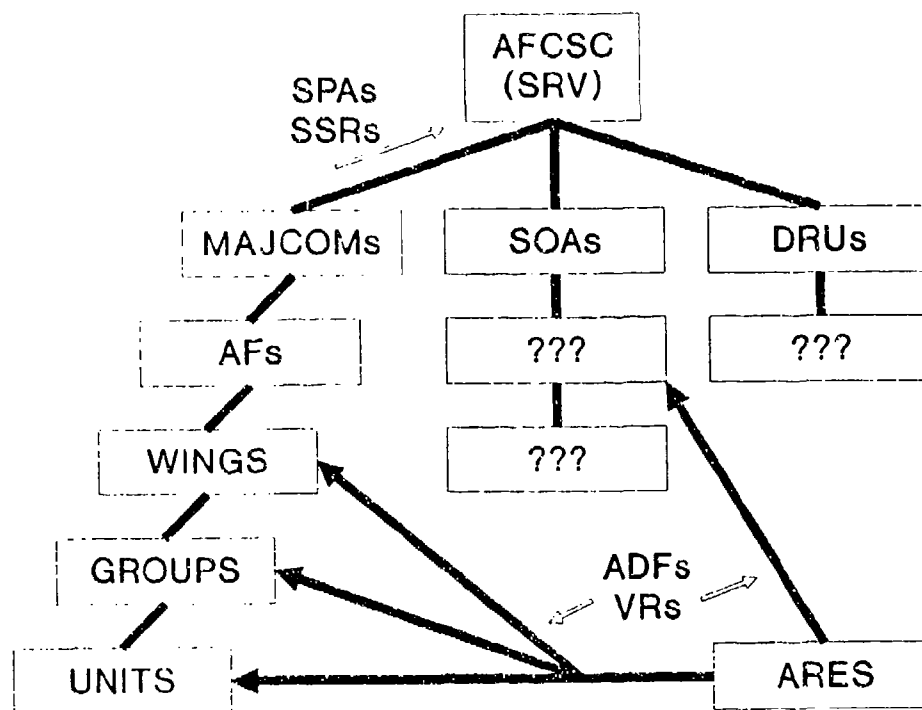 AFCSC
(SRV)
SPAs
SSRs
MAJCOMs
SOAs
DRUs
AFs
???
???
WINGS
???
GROUPS
ADFs
VRs
UNITS
ARES